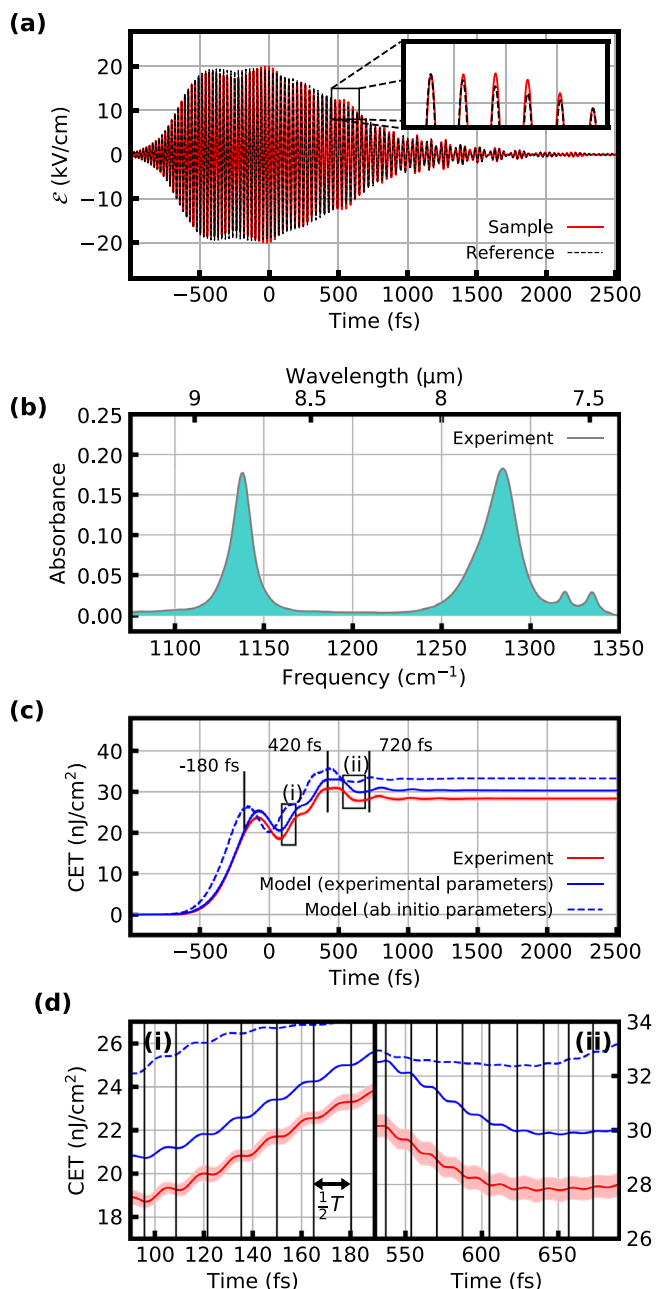 (a)
20
10
0
−10
−20
ℰ (kV/cm)
Sample
Reference
−500 0 500 1000 1500 2000 2500
Time (fs)
Wavelength (μm)
9 8.5 8 7.5
(b)
0.25
0.20
0.15
0.10
0.05
0.00
Absorbance
Experiment
1100 1150 1200 1250 1300 1350
Frequency (cm⁻¹)
(c)
40
30
20
10
0
CET (nJ/cm²)
-180 fs
420 fs
720 fs
(i)
(ii)
Experiment
Model (experimental parameters)
Model (ab initio parameters)
−500 0 500 1000 1500 2000 2500
Time (fs)
(d)
26
24
22
20
18
CET (nJ/cm²)
(i)
½T
100 120 140 160 180
Time (fs)
(ii)
34
32
30
28
26
550 600 650
Time (fs)